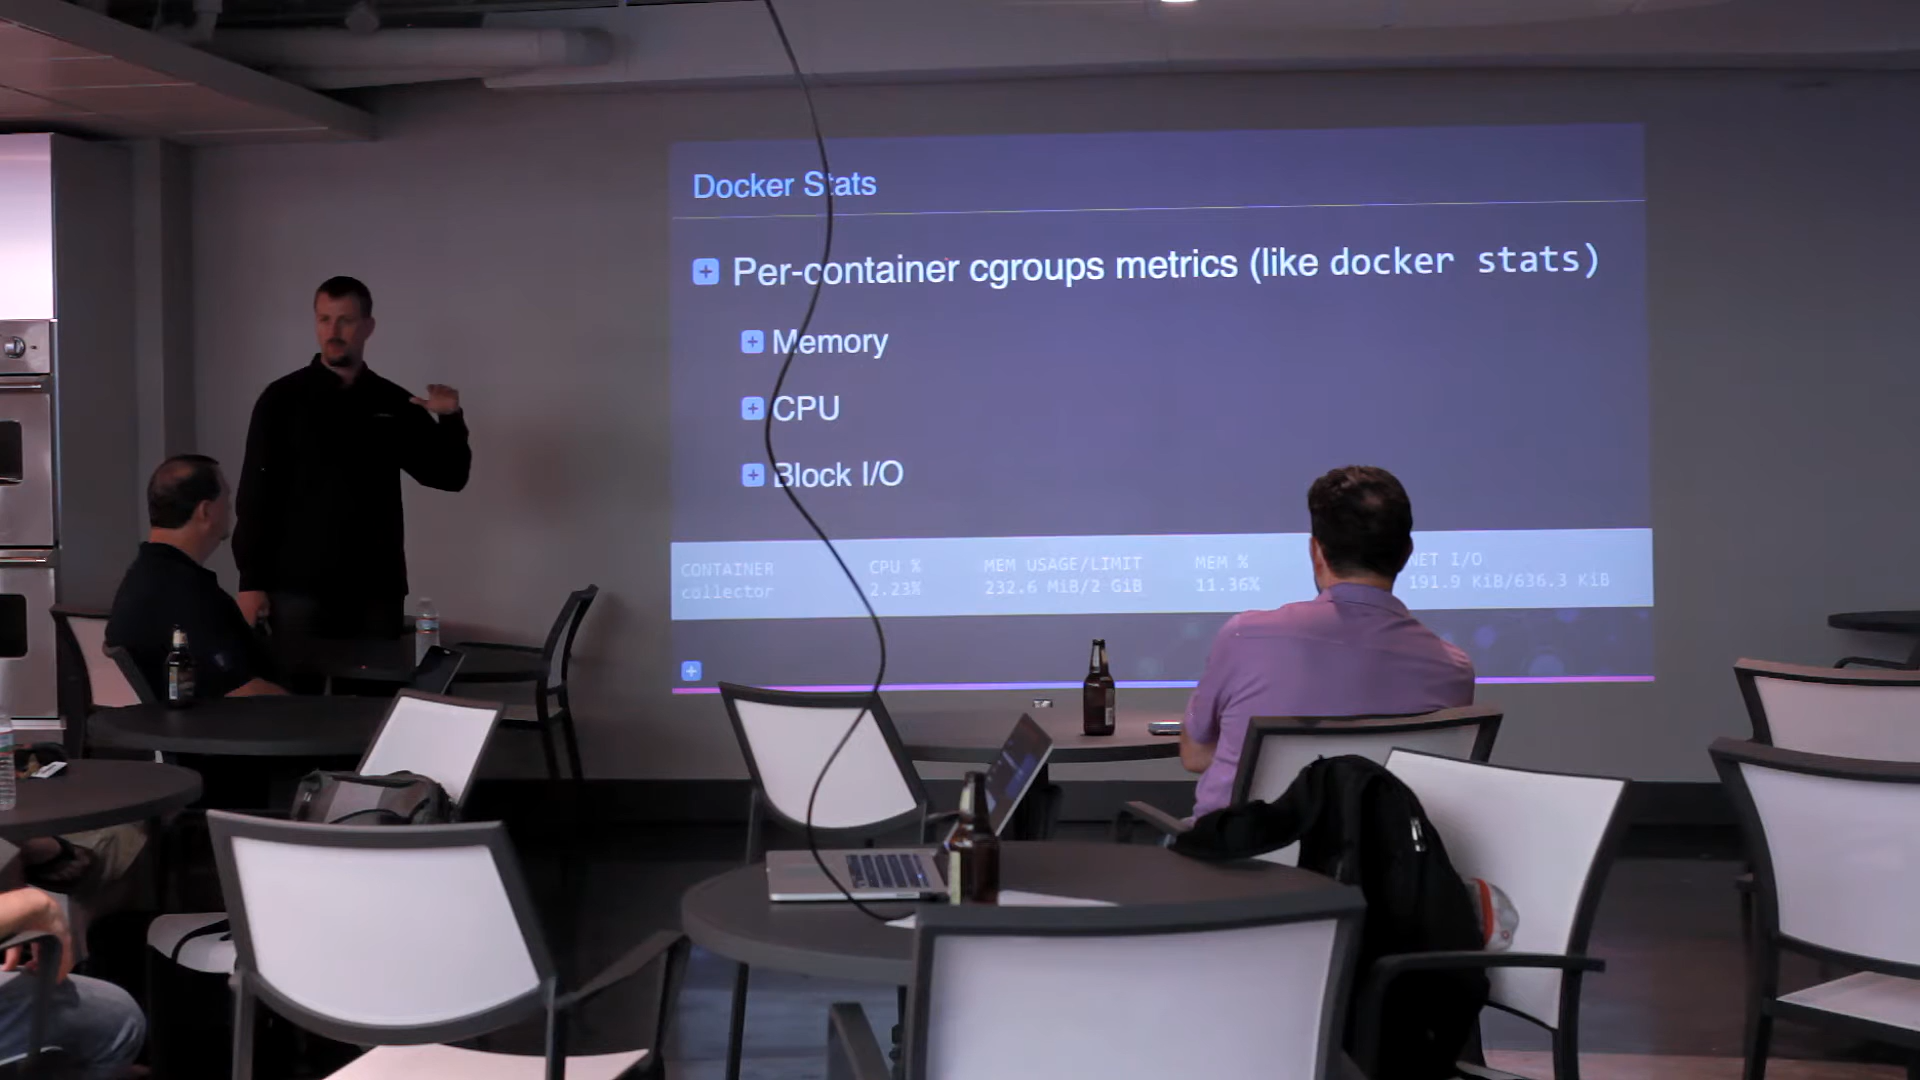 Docker Stats
Per-container cgroups metrics (like docker stats)
Memory
CPU
Block I/O
CONTAINER CPU % MEM USAGE/LIMIT MEM % NET I/O
collector 2.23% 232.6 MiB/2 GiB 11.36% 191.9 KiB/636.3 KiB